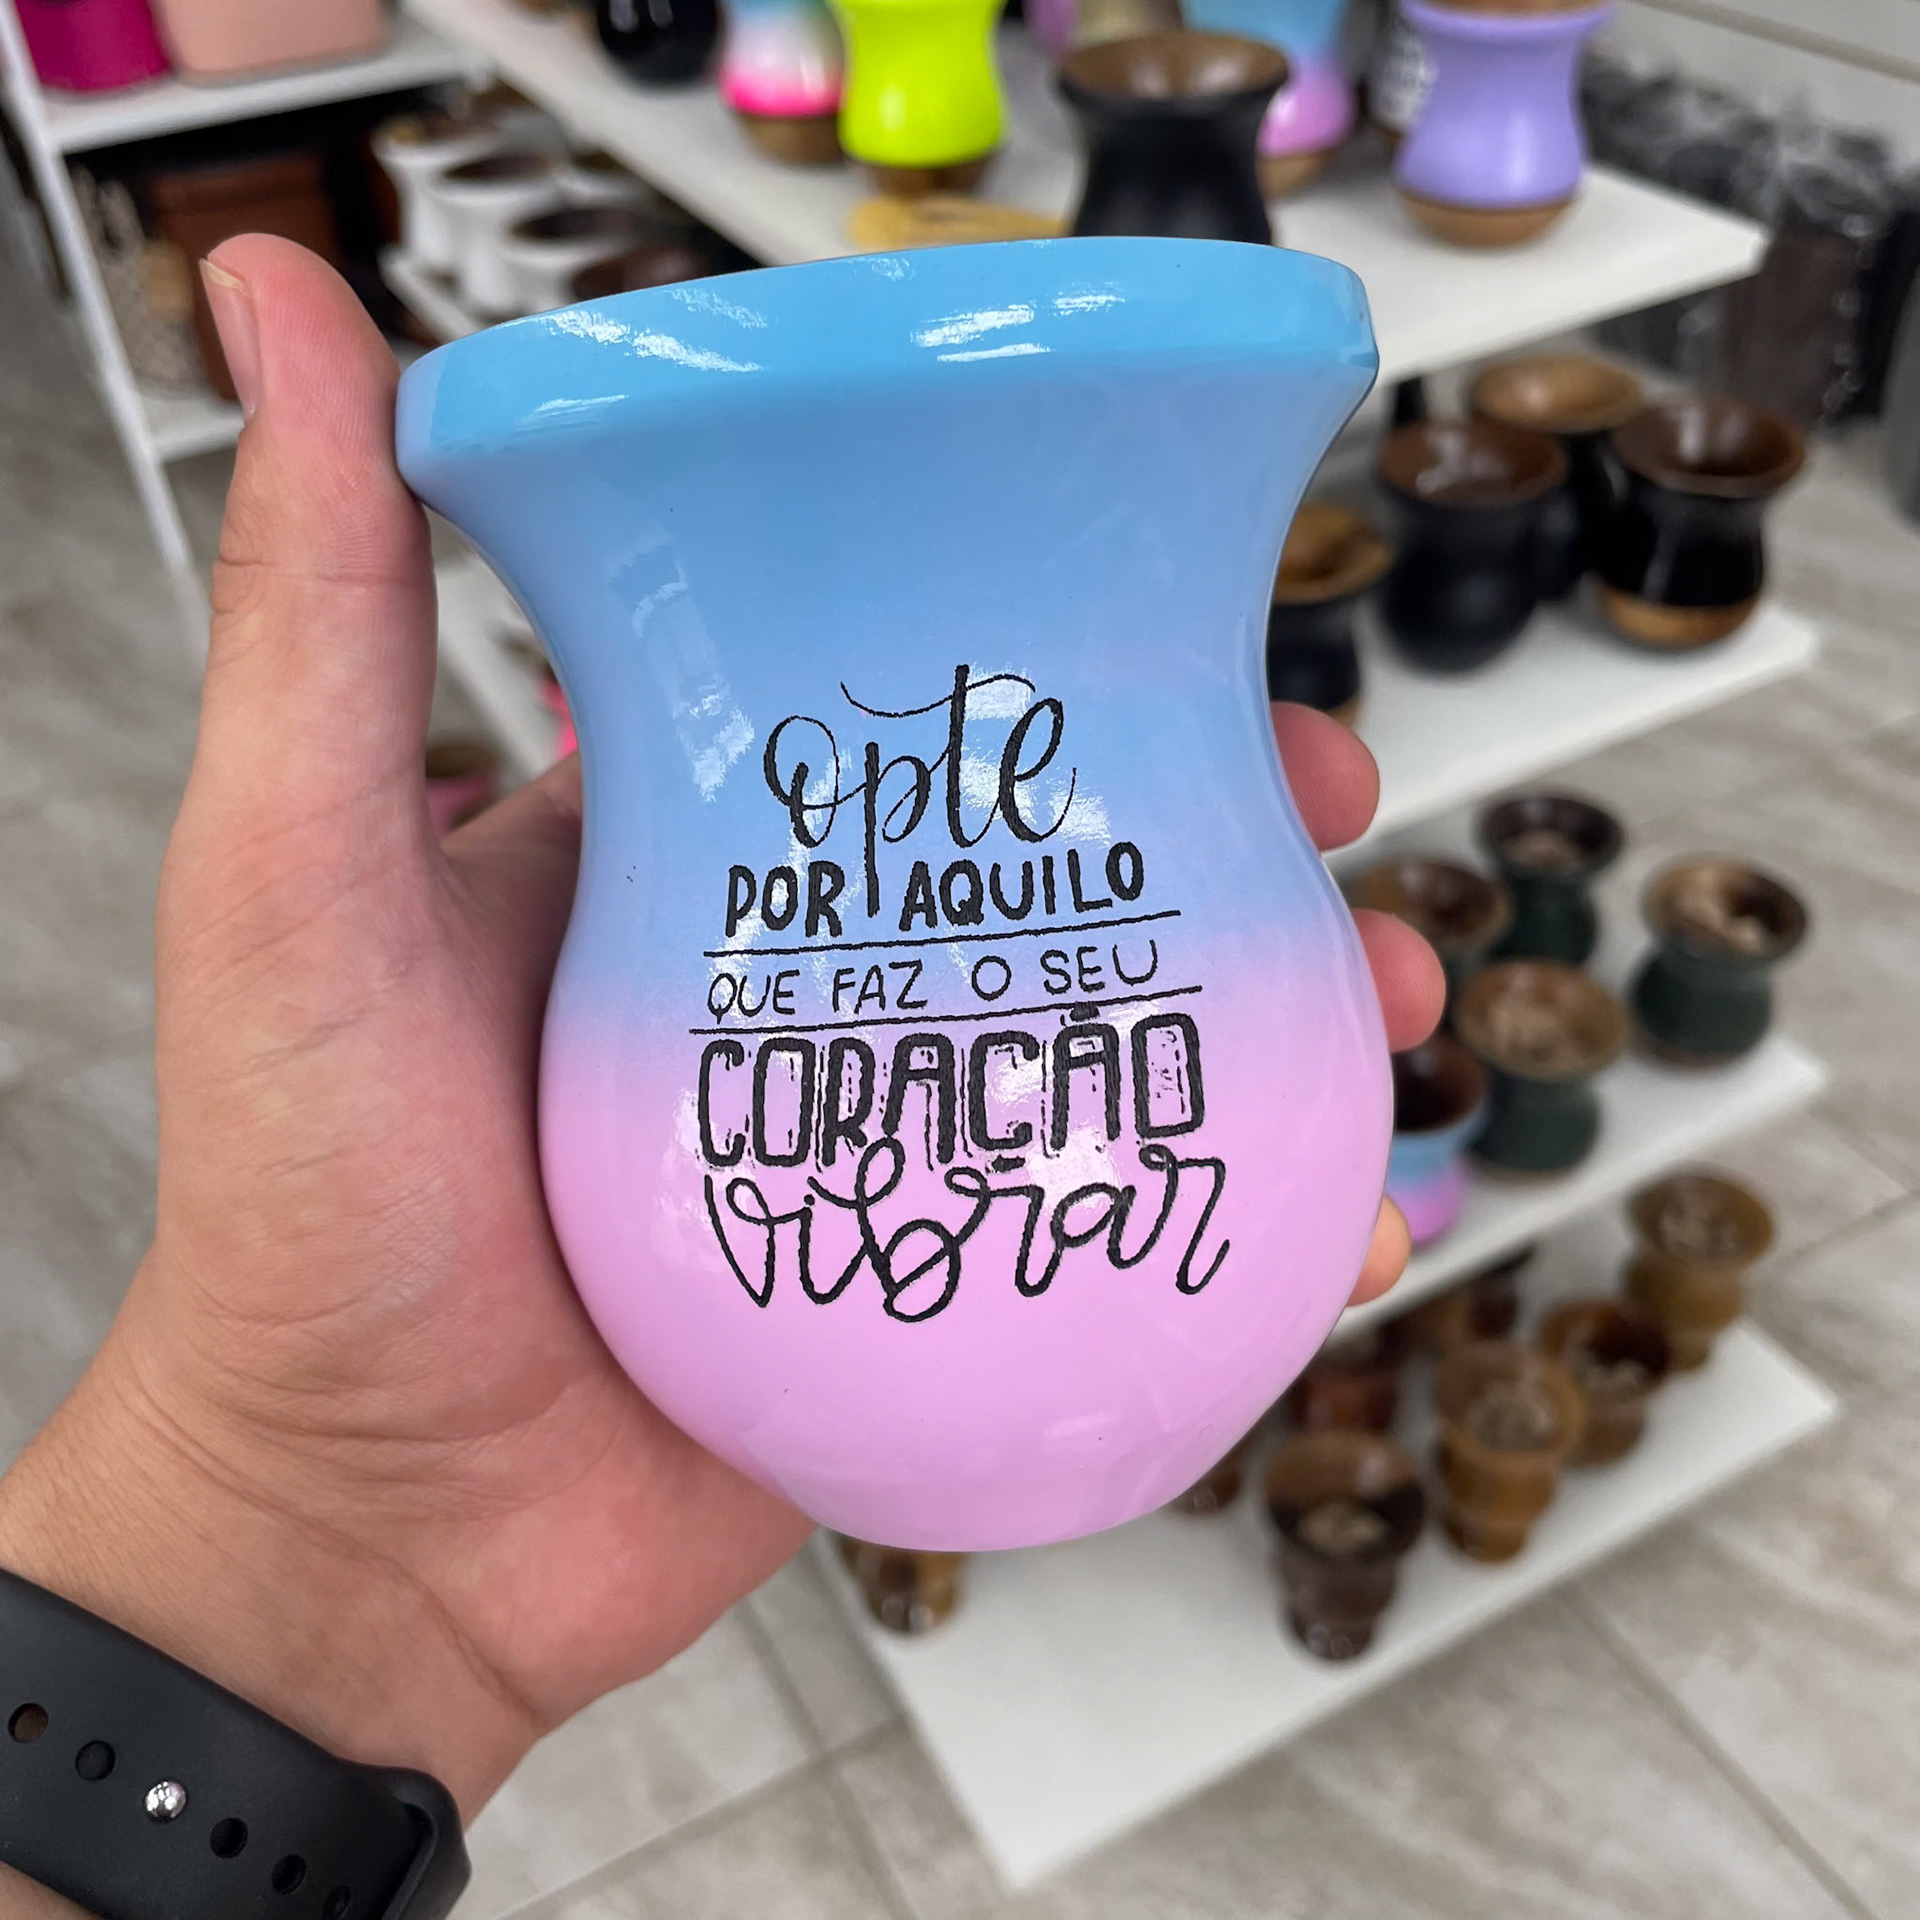 opte
POR AQUILO
QUE FAZ O SEU
CORAÇÃO
vibrar